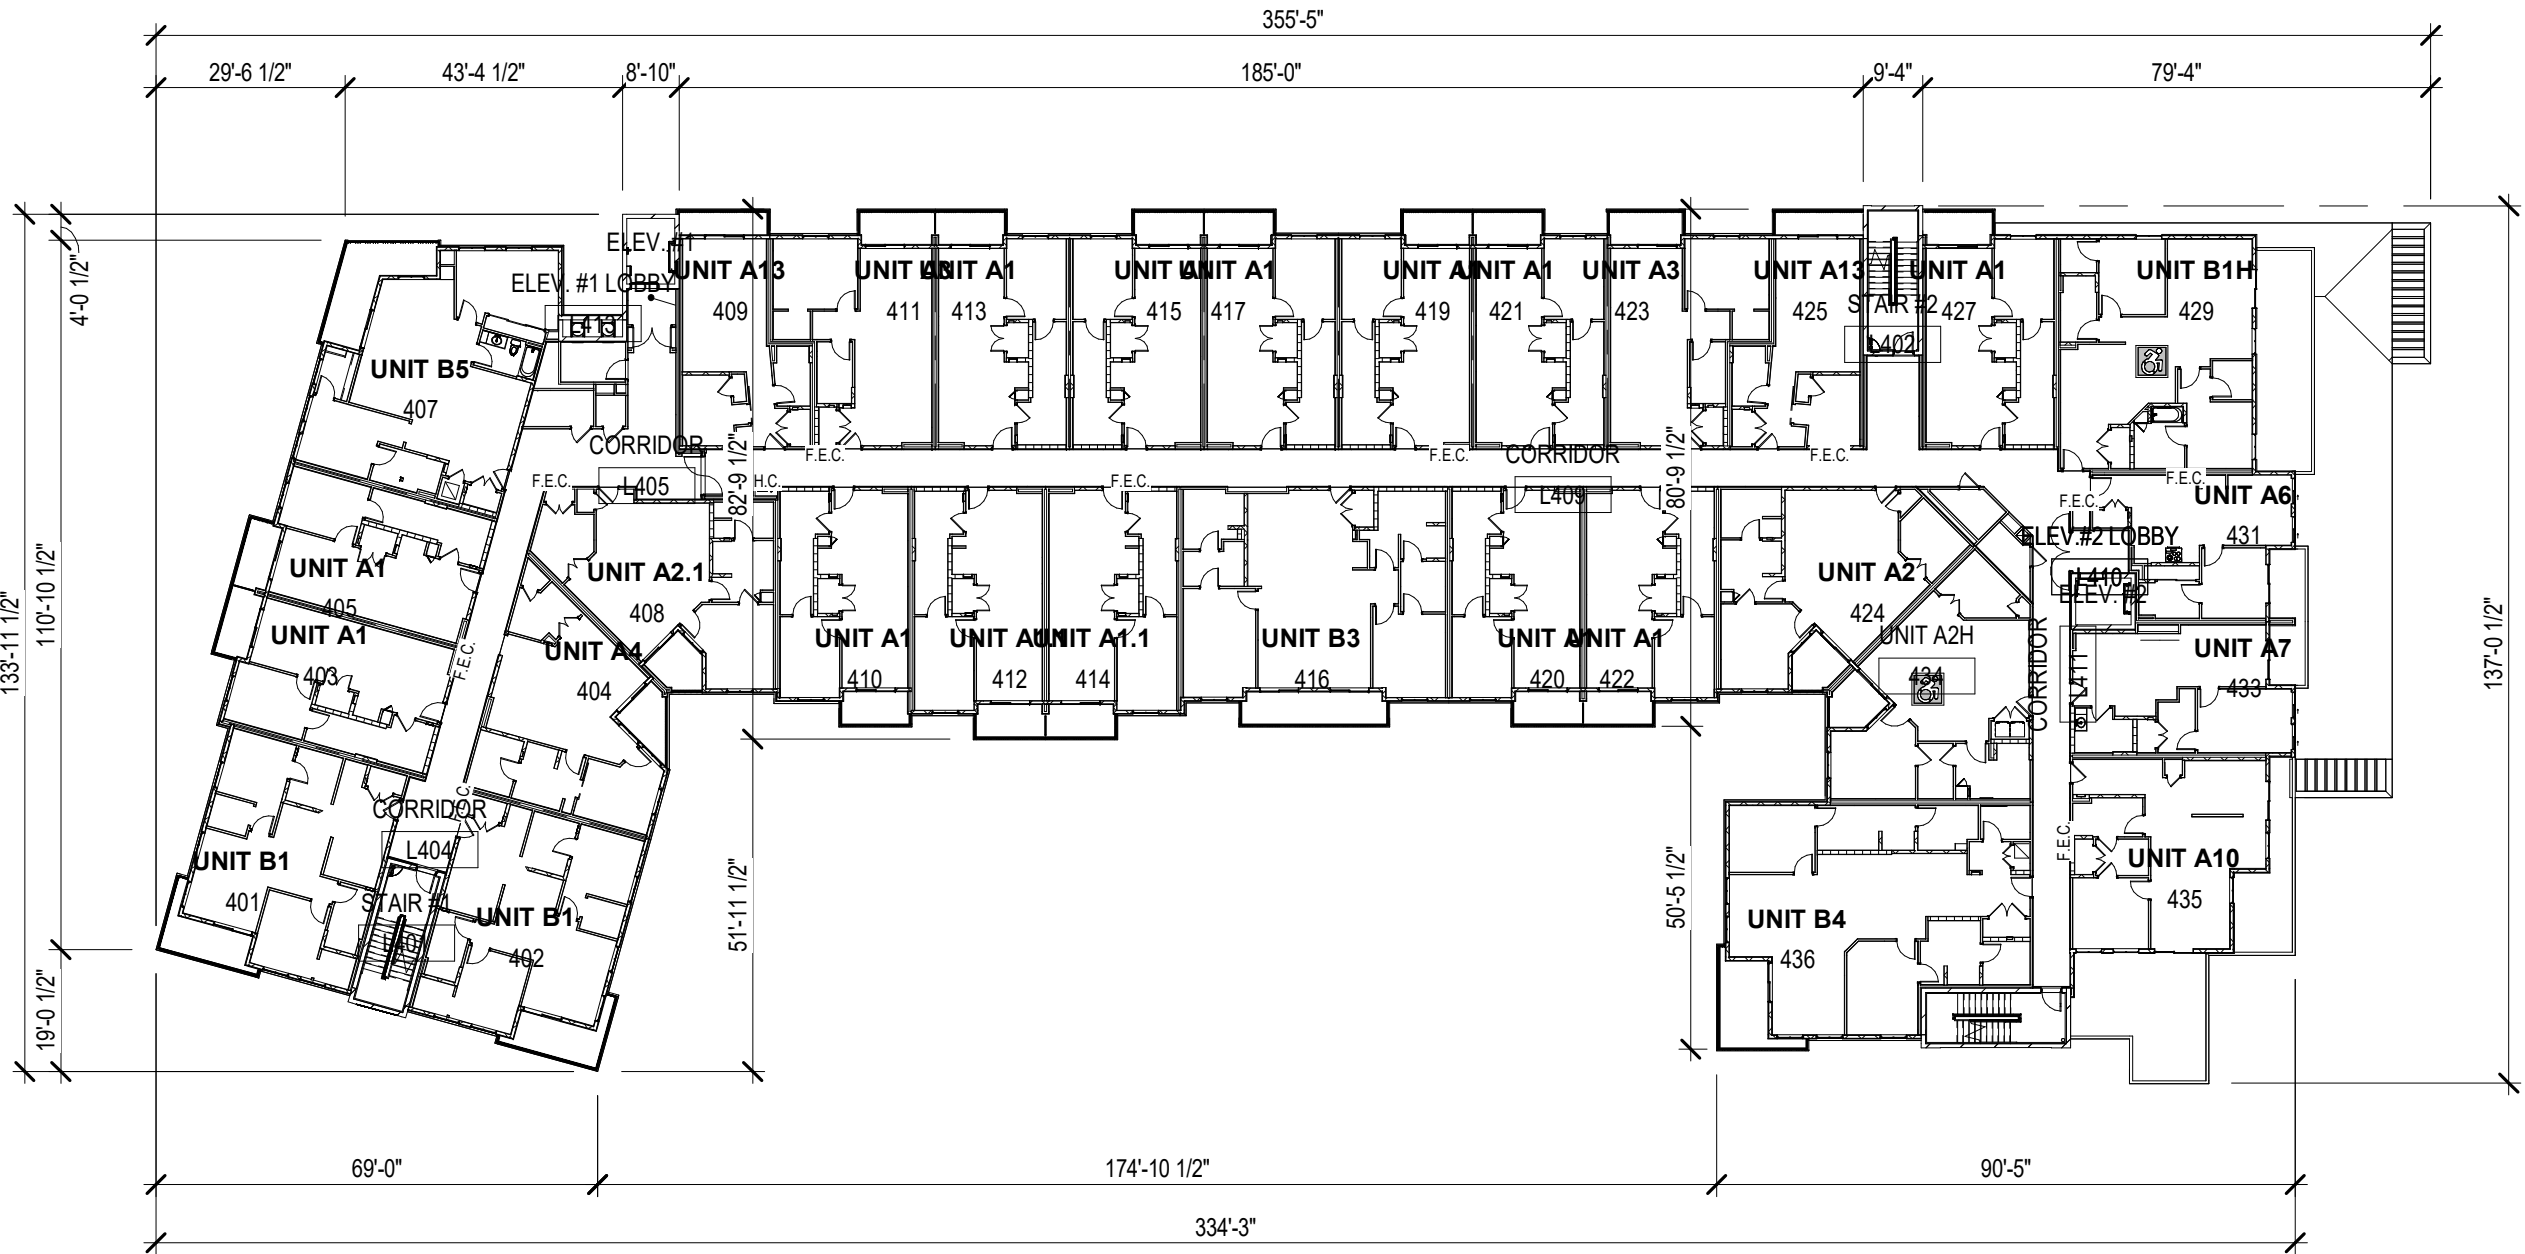 355'-5"
29'-6 1/2"
43'-4 1/2"
8'-10"
185'-0"
9'-4"
79'-4"
4'-0 1/2"
133'-11 1/2"
110'-10 1/2"
19'-0 1/2"
82'-9 1/2"
51'-11 1/2"
80'-9 1/2"
50'-5 1/2"
137'-0 1/2"
ELEV. #1
ELEV. #1 LOBBY
L413
UNIT A13
409
411
UNIT A1
413
415
UNIT A1
417
419
UNIT A1
421
UNIT A3
423
UNIT A13
425
STAIR #2
L402
UNIT A1
427
UNIT B1H
429
UNIT B5
407
CORRIDOR
L405
F.E.C.
F.E.C.
H.C.
F.E.C.
F.E.C.
CORRIDOR
L409
F.E.C.
F.E.C.
F.E.C.
UNIT A6
431
ELEV.#2 LOBBY
L410
ELEV. #2
UNIT A1
405
UNIT A1
403
F.E.C.
UNIT A2.1
408
UNIT A4
404
UNIT A1
410
412
UNIT A1.1
414
UNIT B3
416
420
UNIT A1
422
UNIT A2
424
UNIT A2H
434
CORRIDOR
L411
UNIT A7
433
CORRIDOR
L404
F.E.C.
UNIT B1
401
STAIR #1
UNIT B1
402
UNIT B4
436
F.E.C.
UNIT A10
435
69'-0"
174'-10 1/2"
90'-5"
334'-3"